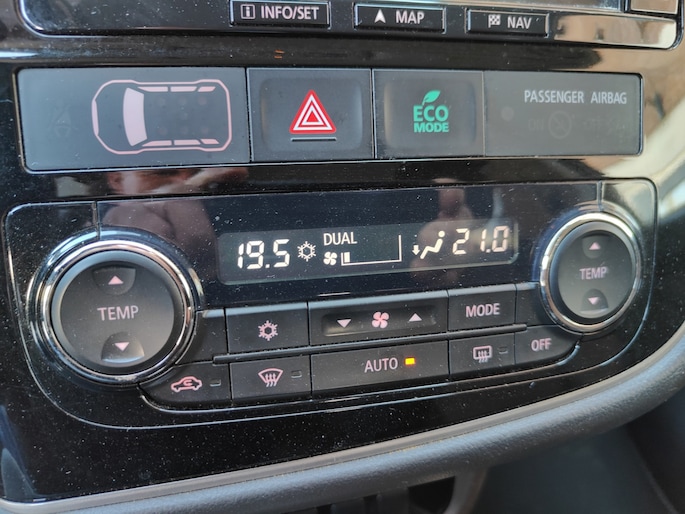 INFO/SET
MAP
NAV
ECO
MODE
PASSENGER AIRBAG
19.5
DUAL
21.0
TEMP
TEMP
MODE
AUTO
OFF